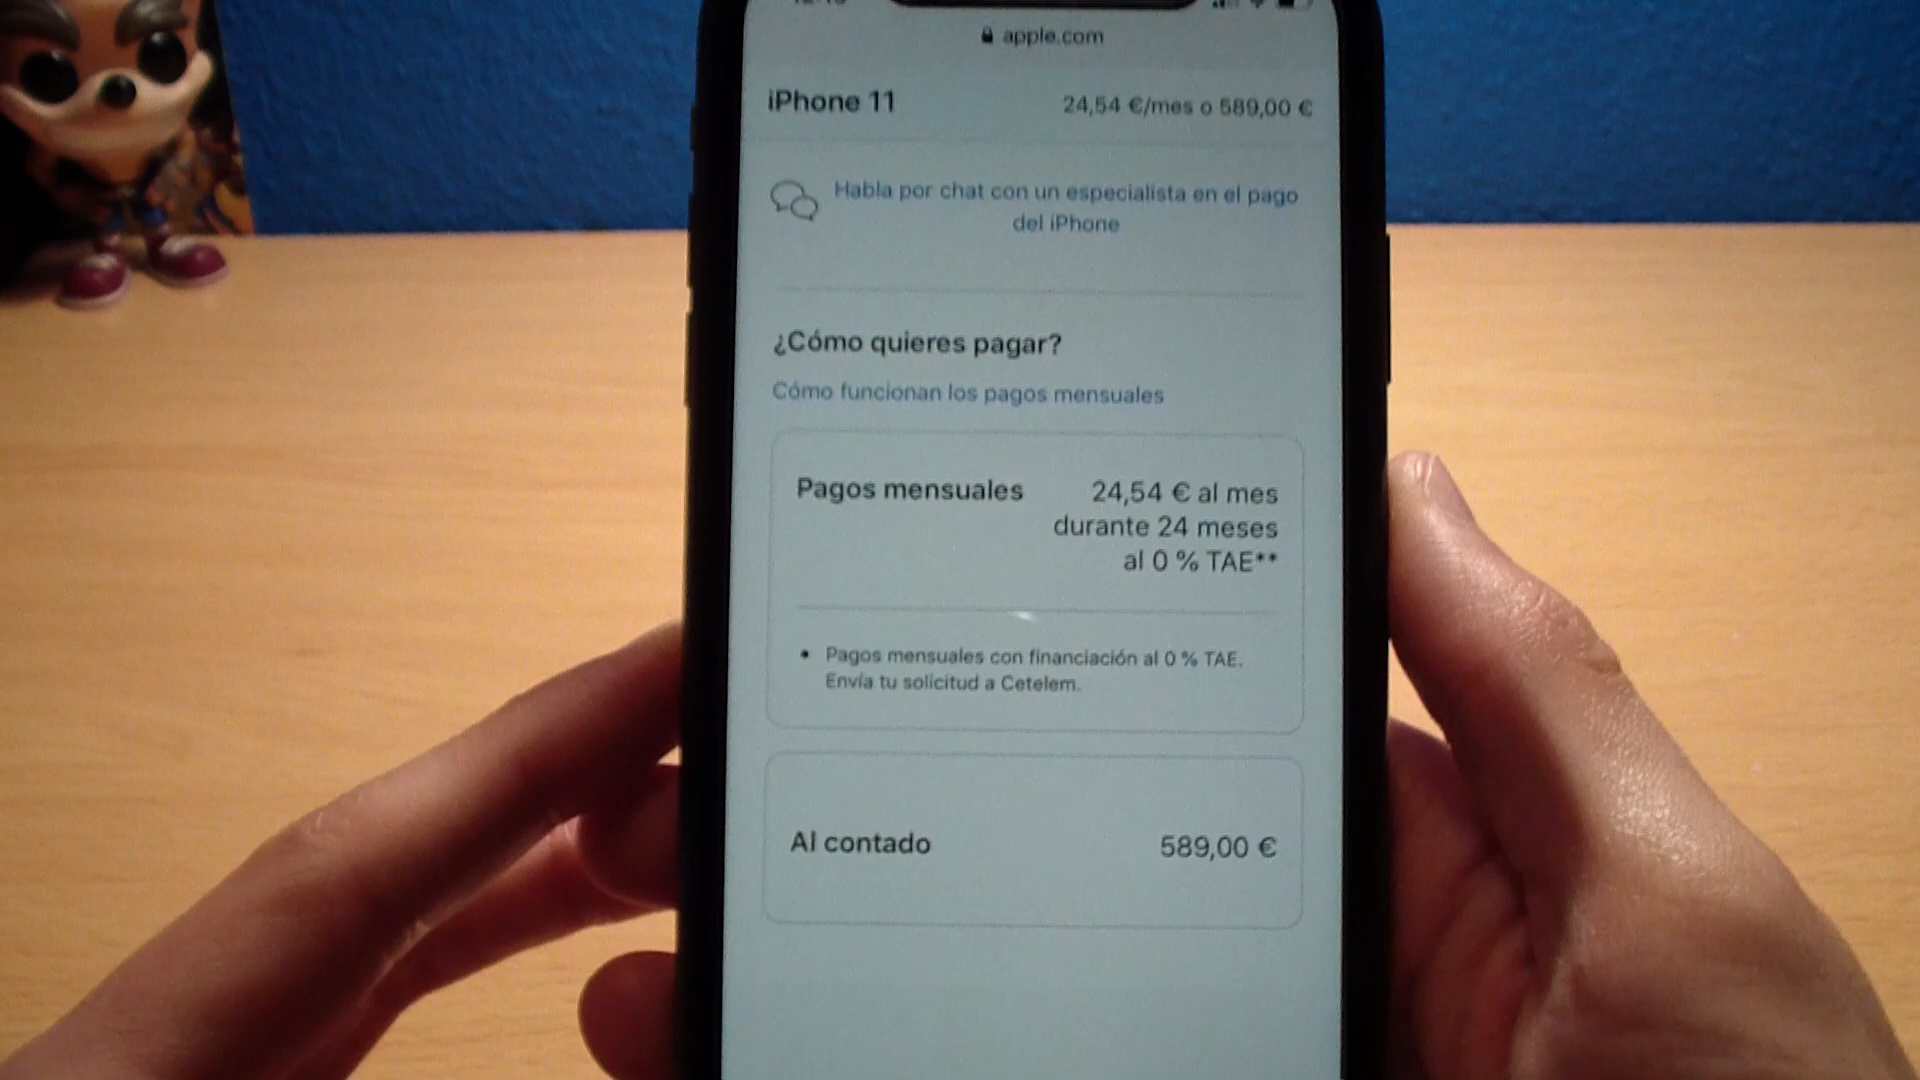 apple.com
iPhone 11
24,54 €/mes o 589,00 €
Habla por chat con un especialista en el pago
del iPhone
¿Cómo quieres pagar?
Cómo funcionan los pagos mensuales
Pagos mensuales
24,54 € al mes
durante 24 meses
al 0 % TAE**
• Pagos mensuales con financiación al 0 % TAE.
Envía tu solicitud a Cetelem.
Al contado
589,00 €